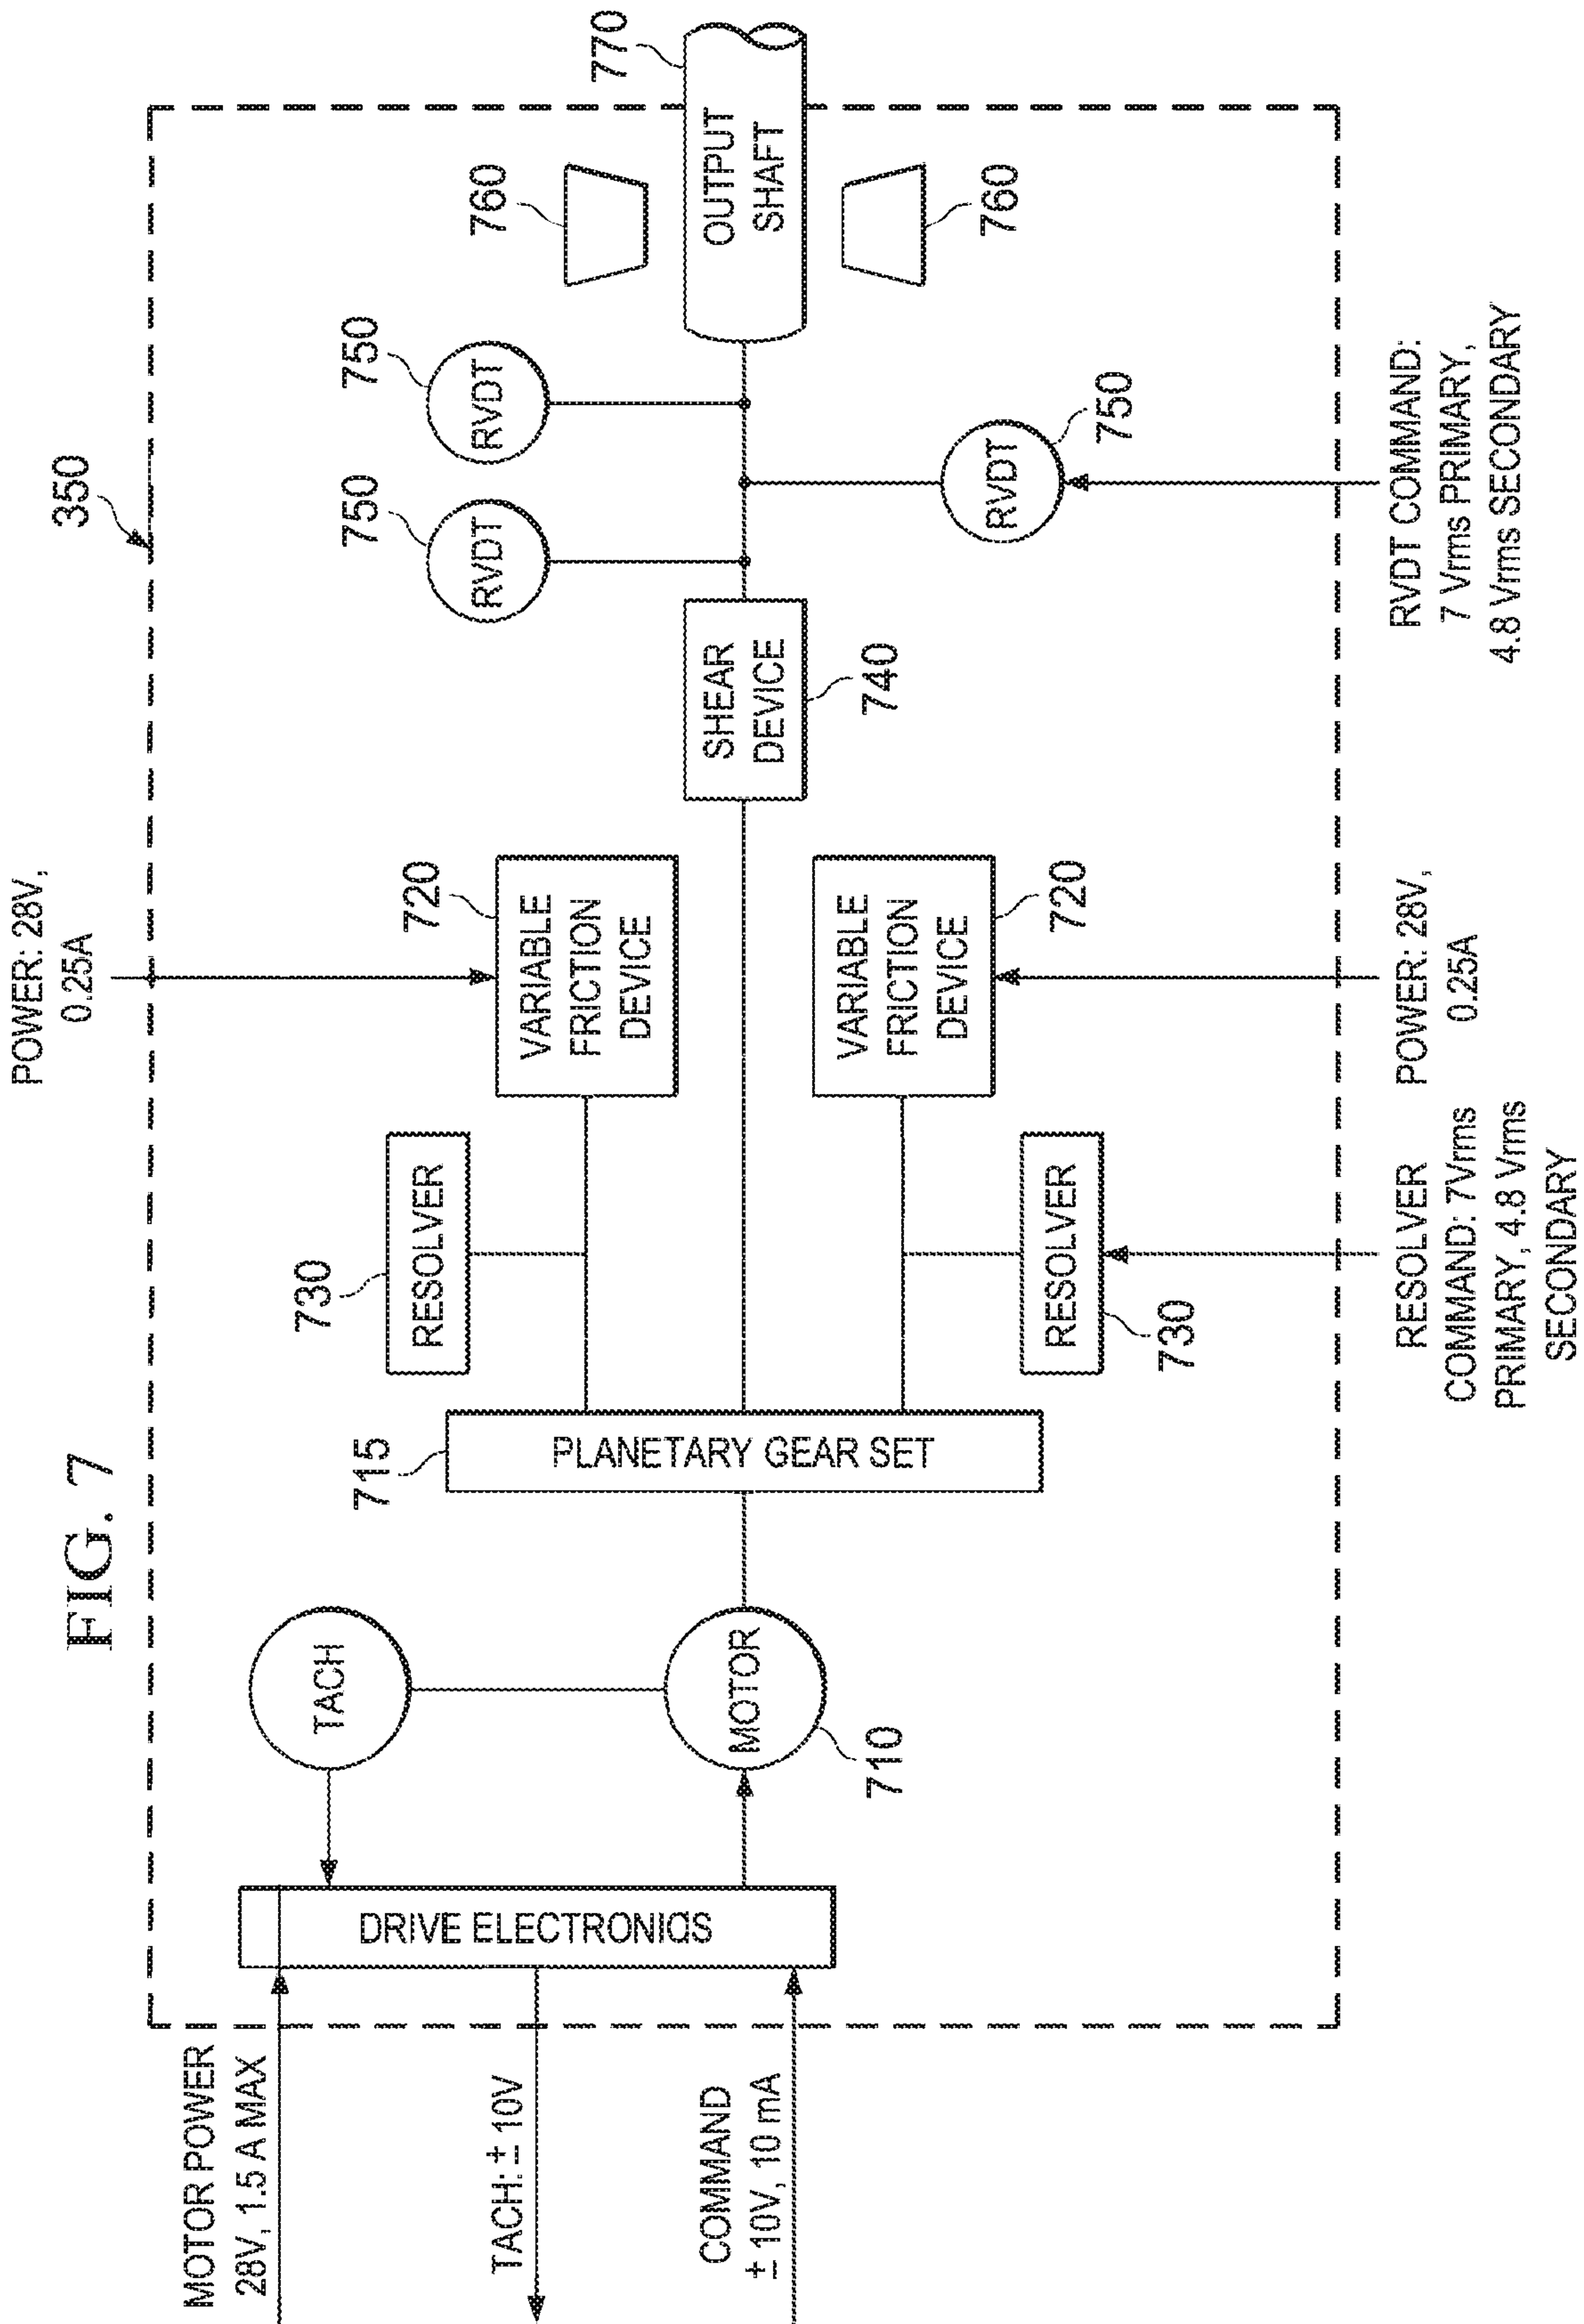 FIG. 7
350
POWER: 28V,
0.25A
MOTOR POWER
28V, 1.5 A MAX
TACH: ± 10V
COMMAND
± 10V, 10 mA
DRIVE ELECTRONICS
TACH
MOTOR
710
715
PLANETARY GEAR SET
730
RESOLVER
RESOLVER
730
720
VARIABLE
FRICTION
DEVICE
VARIABLE
FRICTION
DEVICE
720
SHEAR
DEVICE
740
750
RVDT
750
RVDT
RVDT
750
760
OUTPUT
SHAFT
770
760
RESOLVER
COMMAND: 7Vrms
PRIMARY, 4.8 Vrms
SECONDARY
POWER: 28V,
0.25A
RVDT COMMAND:
7 Vrms PRIMARY,
4.8 Vrms SECONDARY